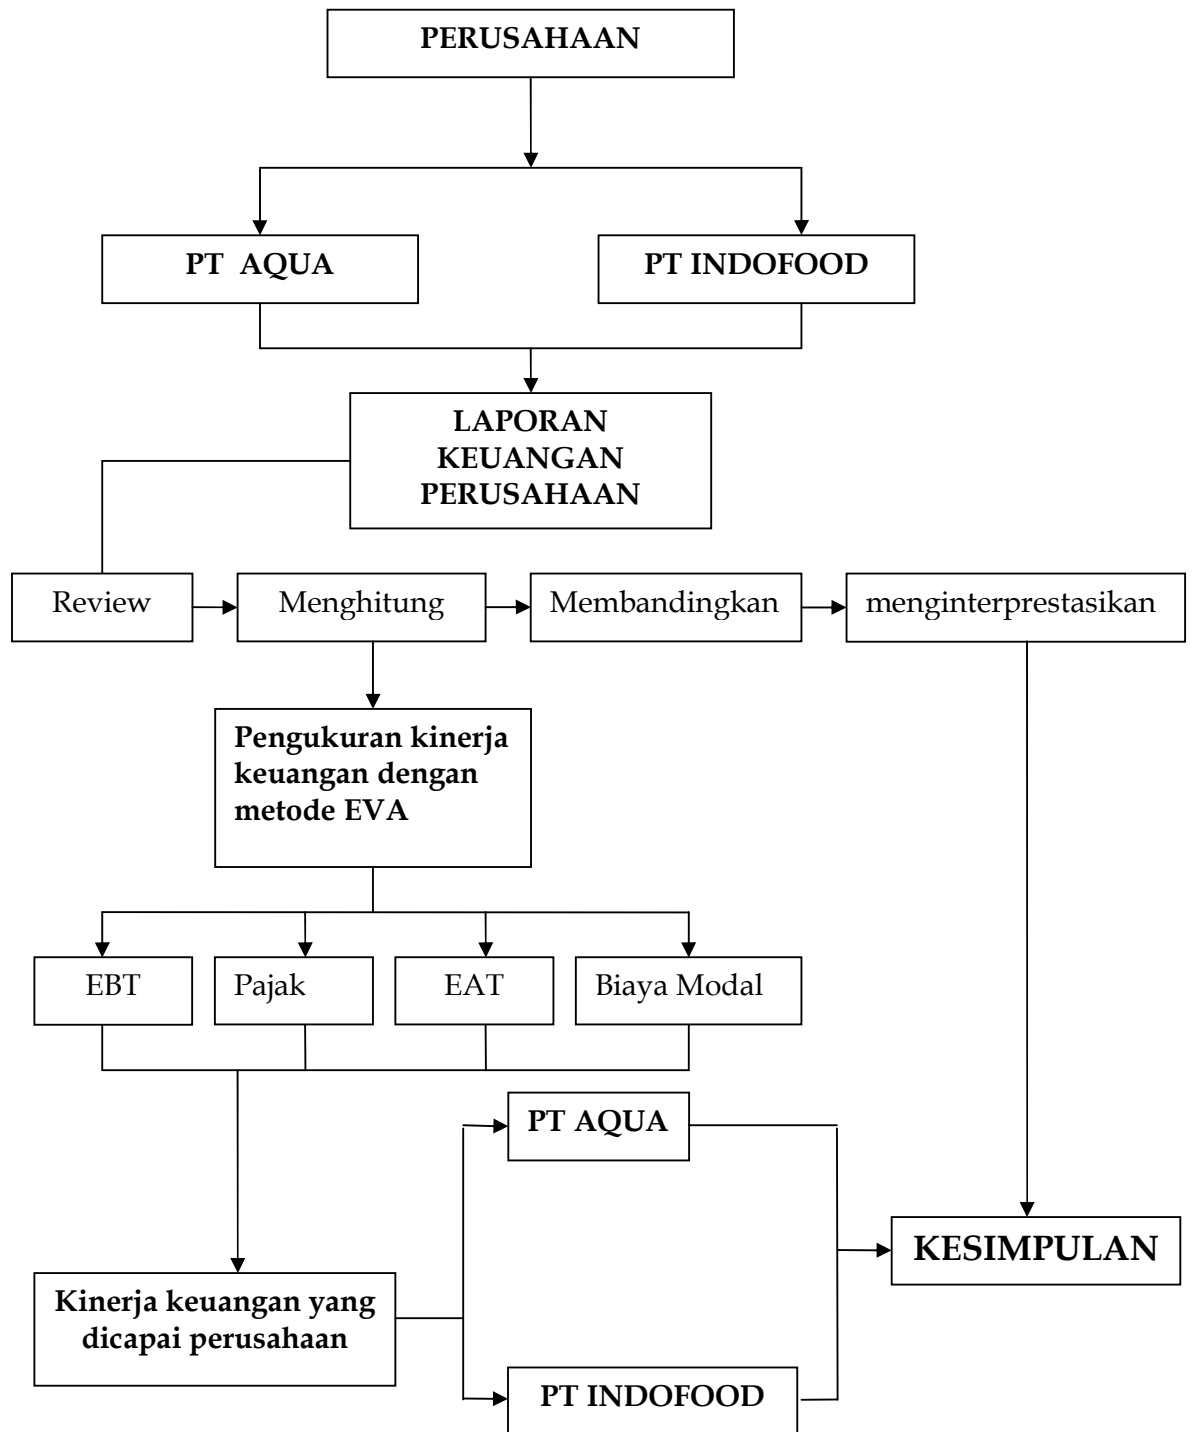 PERUSAHAAN
PT AQUA
PT INDOFOOD
LAPORAN
KEUANGAN
PERUSAHAAN
Review
Menghitung
Membandingkan
menginterprestasikan
Pengukuran kinerja
keuangan dengan
metode EVA
EBT
Pajak
EAT
Biaya Modal
PT AQUA
KESIMPULAN
Kinerja keuangan yang
dicapai perusahaan
PT INDOFOOD